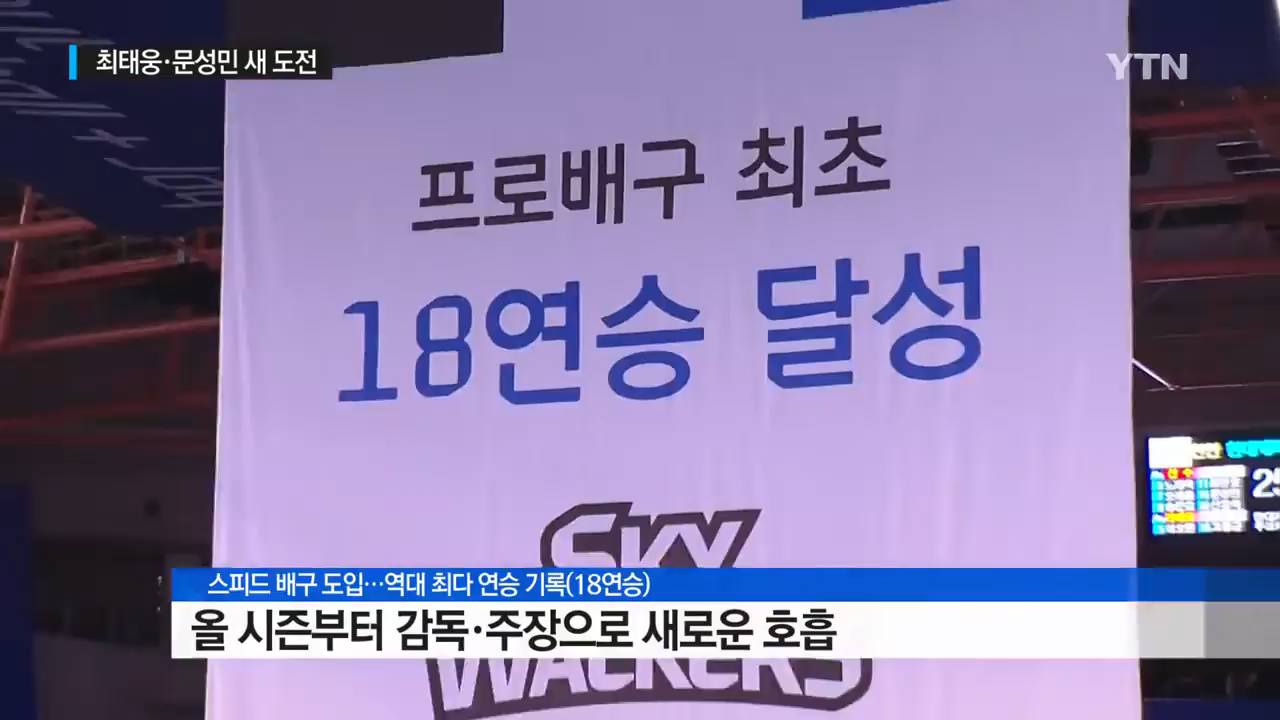 최태웅·문성민 새 도전
YTN
프로배구 최초
18연승 달성
SKY
WALKERS
스피드 배구 도입…역대 최다 연승 기록(18연승)
올 시즌부터 감독·주장으로 새로운 호흡